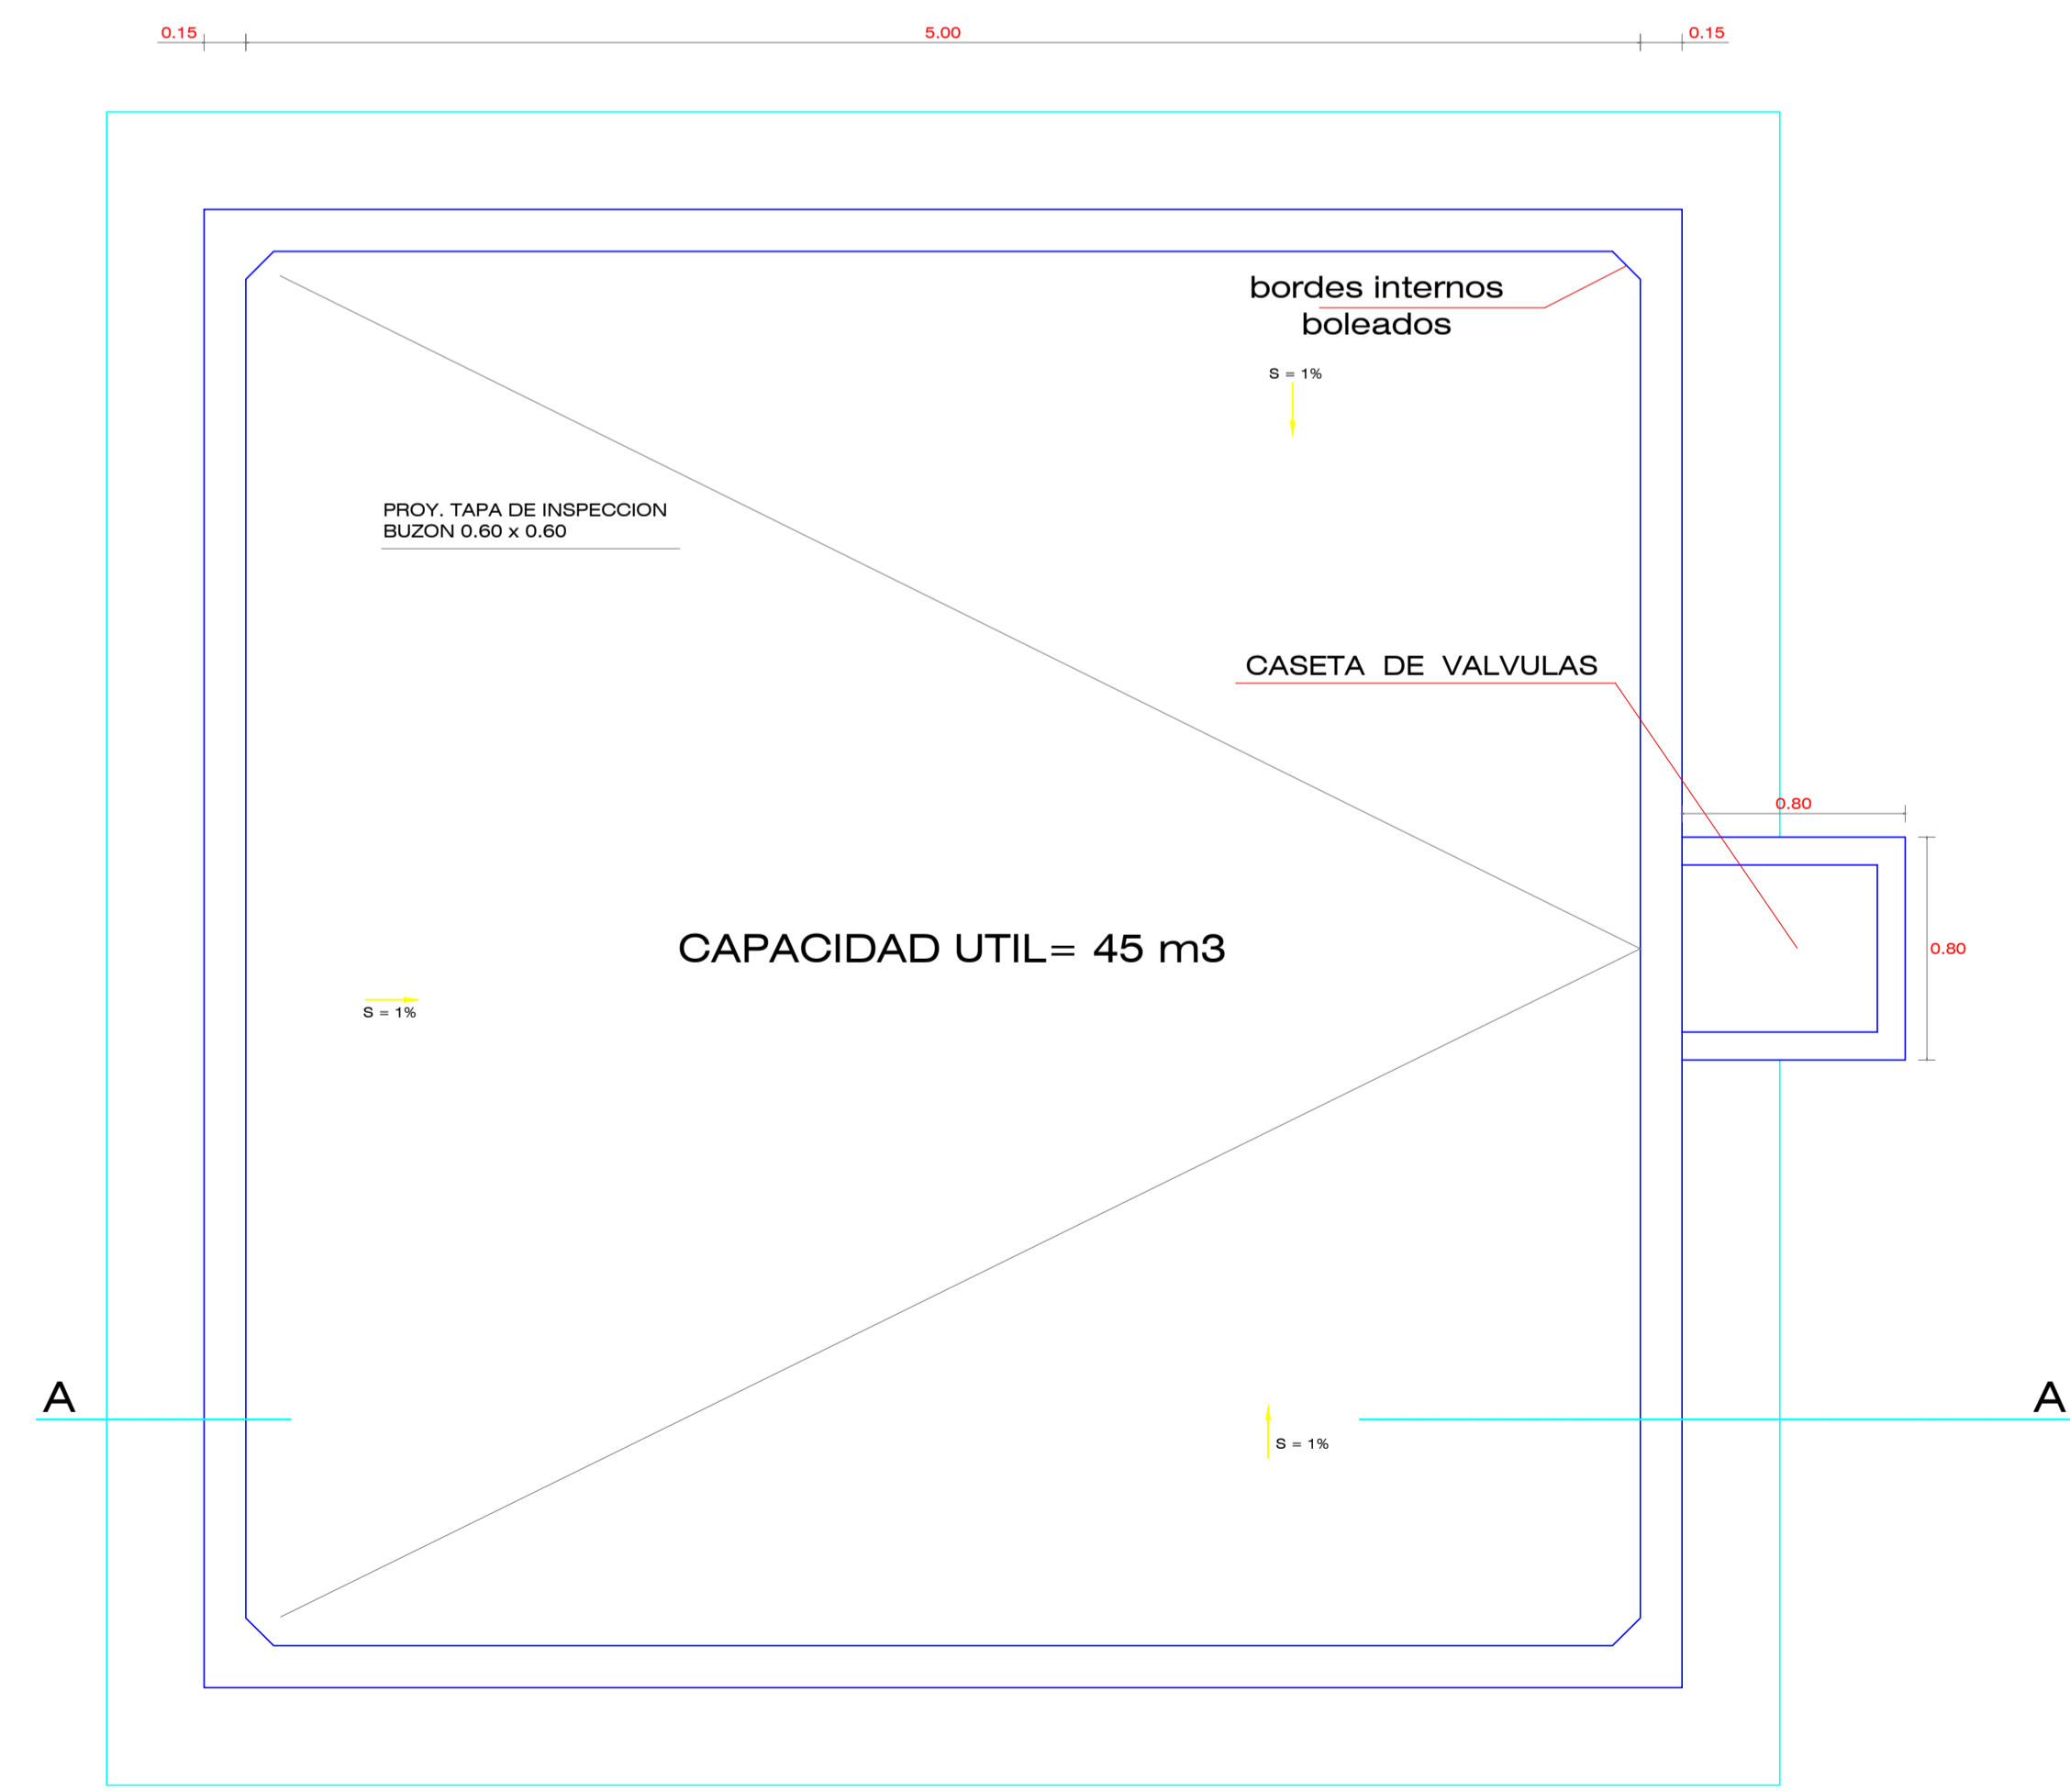 0.15 5.00 0.15
bordes internos
boleados
S = 1%
PROY. TAPA DE INSPECCION
BUZON 0.60 x 0.60
CASETA DE VALVULAS
0.80
CAPACIDAD UTIL= 45 m3
0.80
S = 1%
A A
S = 1%